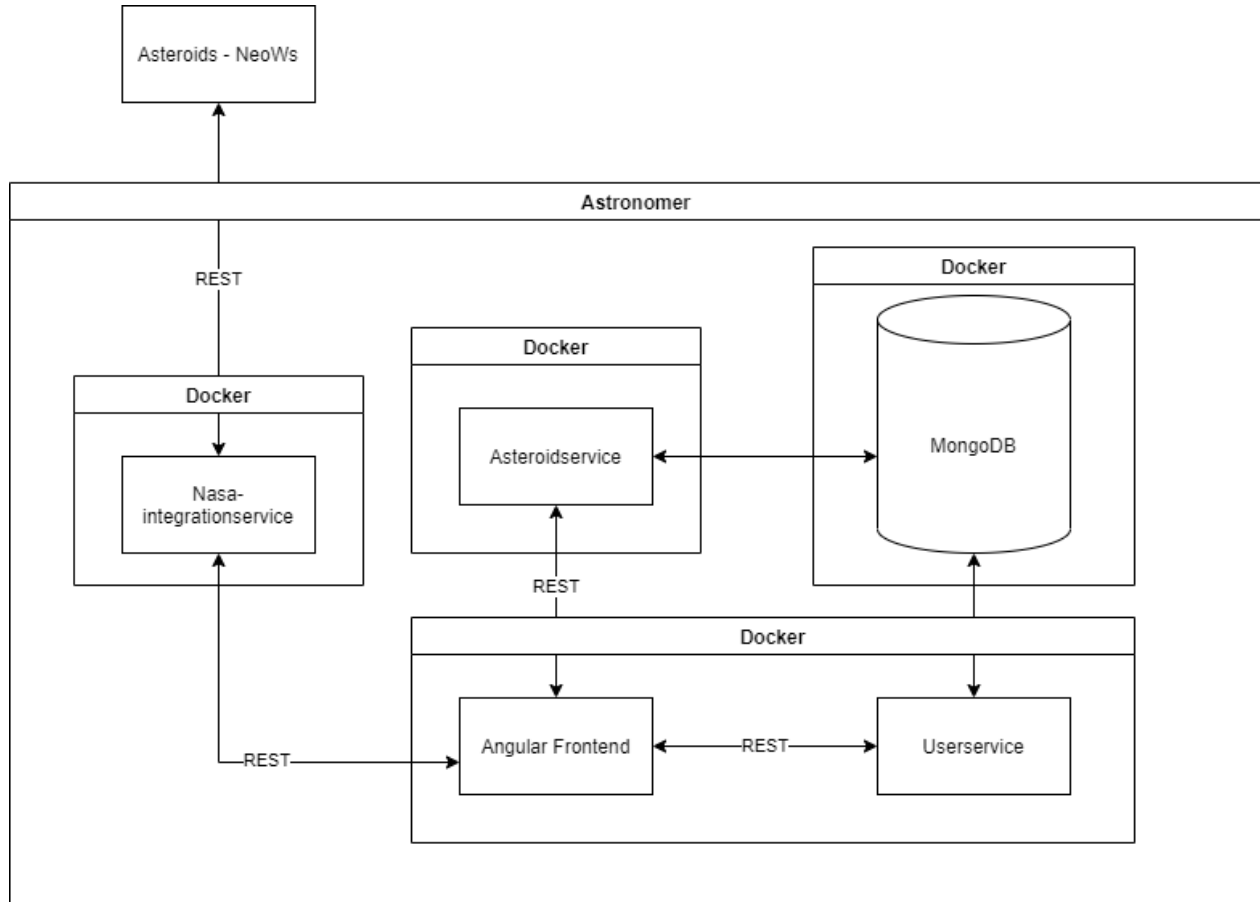 Asteroids - NeoWs
Astronomer
REST
Docker
Docker
Docker
Nasa-
integrationservice
Asteroidservice
MongoDB
REST
Docker
REST
Angular Frontend
REST
Userservice